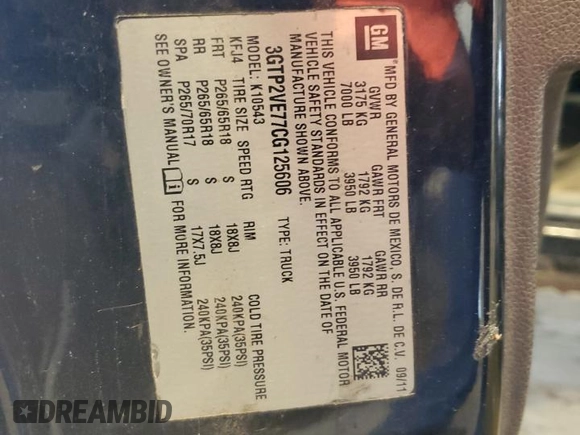 GM
MFD BY GENERAL MOTORS DE MEXICO S. DE R.L. DE C.V. 09/11
GVWR GAWR FRT GAWR RR
3175 KG 1792 KG 1792 KG
7000 LB 3950 LB 3950 LB
THIS VEHICLE CONFORMS TO ALL APPLICABLE U.S. FEDERAL MOTOR
VEHICLE SAFETY STANDARDS IN EFFECT ON THE DATE OF
MANUFACTURE SHOWN ABOVE.
3GTP2VE77CG125606 TYPE: TRUCK
MODEL: K10543
KFJ4 TIRE SIZE SPEED RTG RIM COLD TIRE PRESSURE
FRT P265/65R18 S 18X8J 240KPA(35PSI)
RR P265/65R18 S 18X8J 240KPA(35PSI)
SPA P265/70R17 S 17X7.5J 240KPA(35PSI)
SEE OWNER'S MANUAL i FOR MORE INFORMATION.
DREAMBID